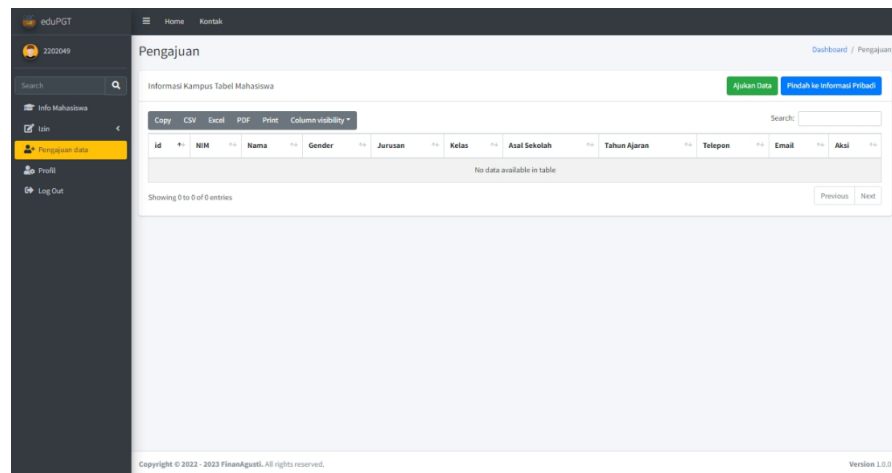 eduPGT
Home Kontak
2202049
Pengajuan
Dashboard / Pengajuan
Search
Informasi Kampus Tabel Mahasiswa
Ajukan Data Pindah ke Informasi Pribadi
Info Mahasiswa
Izin
Pengajuan data
Profil
Log Out
Copy CSV Excel PDF Print Column visibility
Search:
id NIM Nama Gender Jurusan Kelas Asal Sekolah Tahun Ajaran Telepon Email Aksi
No data available in table
Showing 0 to 0 of 0 entries
Previous Next
Copyright © 2022 - 2023 FinanAgusti. All rights reserved.
Version 1.0.0